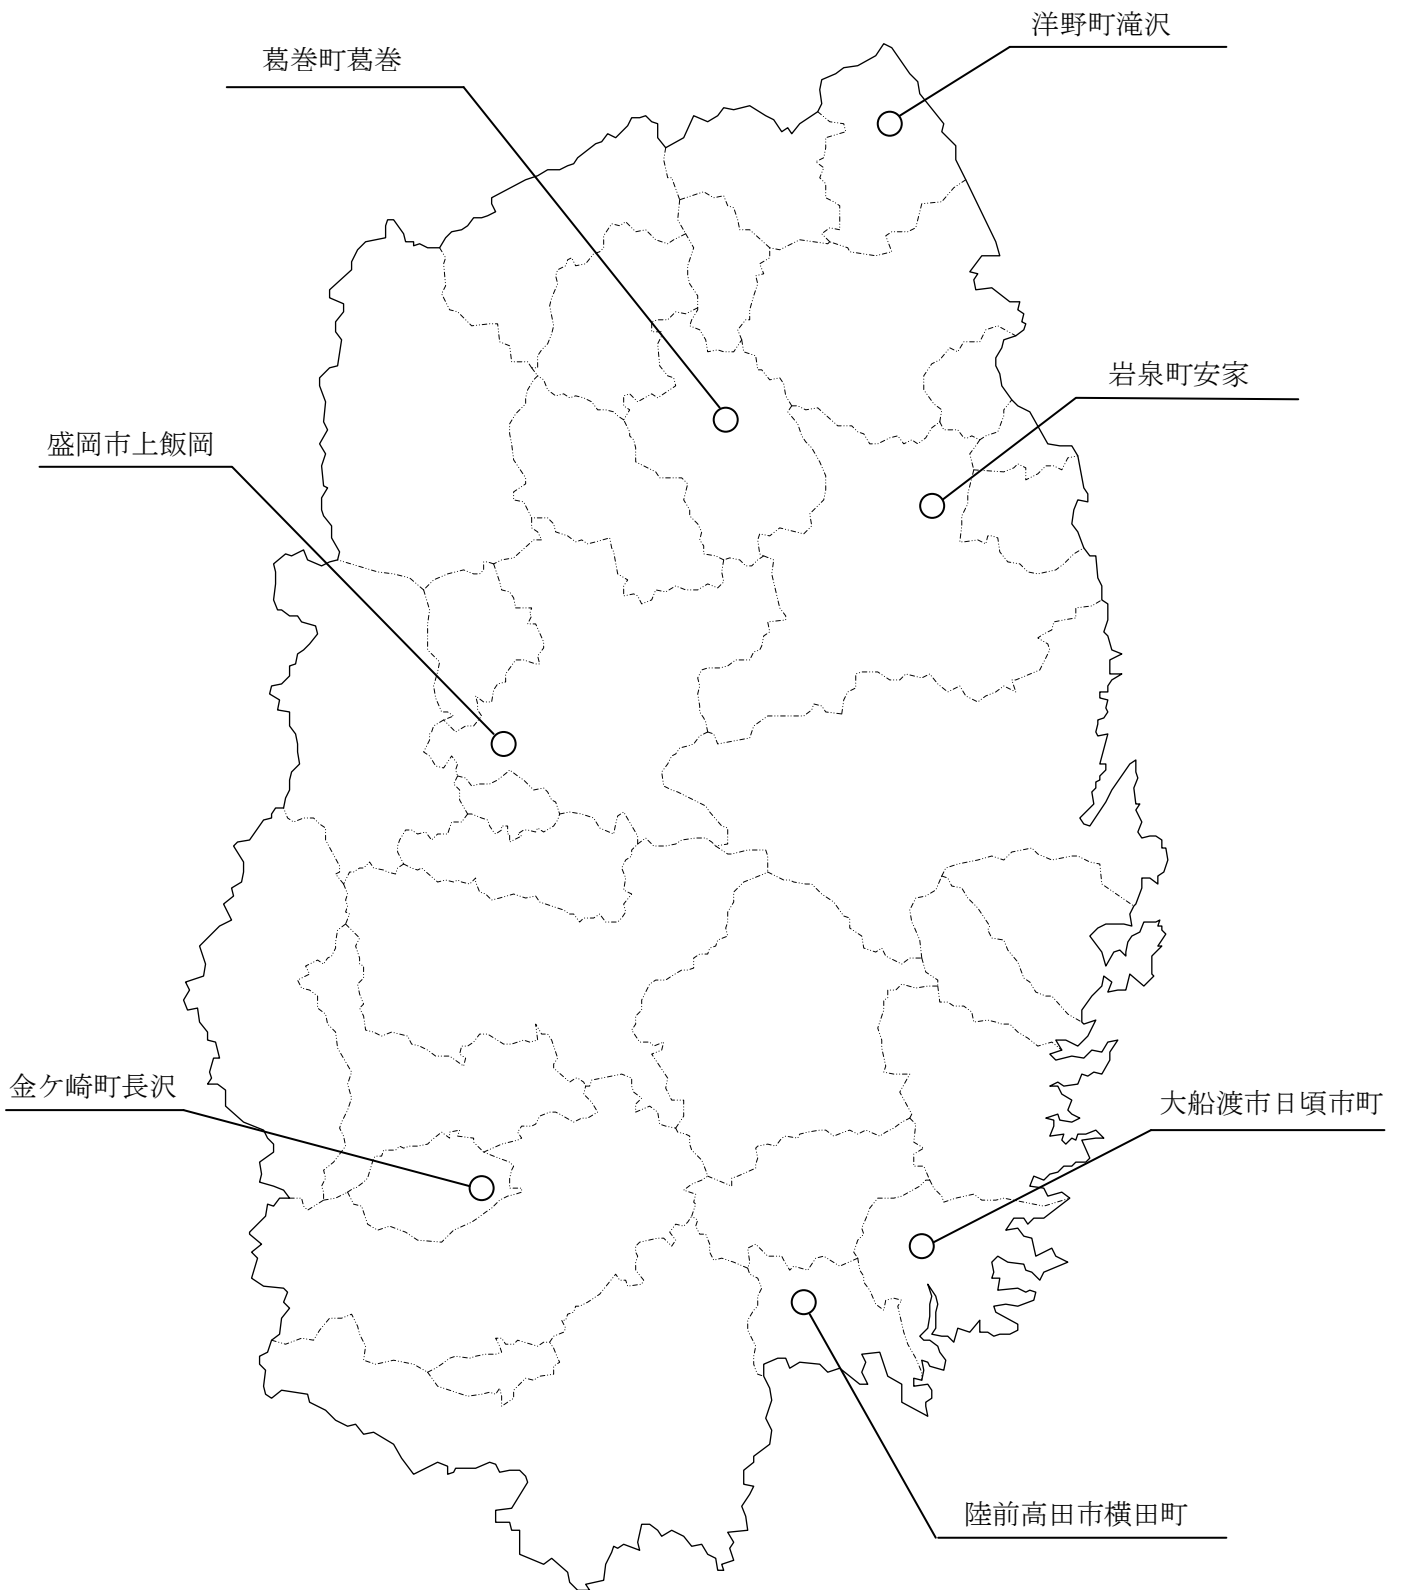 洋野町滝沢
葛巻町葛巻
岩泉町安家
盛岡市上飯岡
金ケ崎町長沢
大船渡市日頃市町
陸前高田市横田町